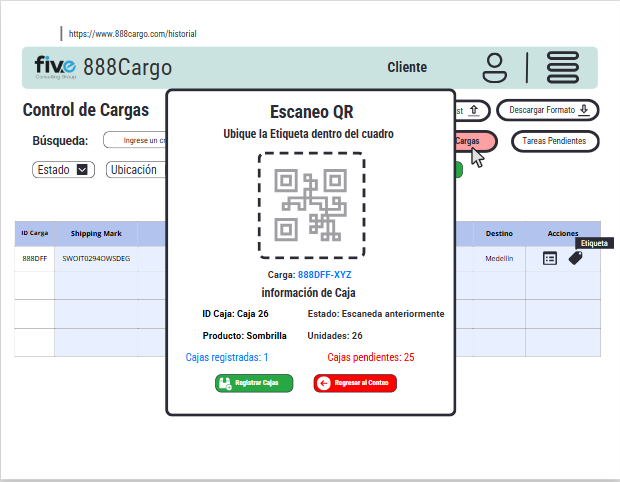 https://www.888cargo.com/historial
five
Consulting Group
888Cargo
Cliente
Control de Cargas
st
Descargar Formato
Búsqueda:
Ingrese un cr
Cargas
Tareas Pendientes
Estado
Ubicación
Escaneo QR
Ubique la Etiqueta dentro del cuadro
Carga: 888DFF-XYZ
información de Caja
ID Caja: Caja 26
Estado: Escaneda anteriormente
Producto: Sombrilla
Unidades: 26
Cajas registradas: 1
Cajas pendientes: 25
Registrar Cajas
Regresar al Conteo
ID Carga
Shipping Mark
Destino
Acciones
Etiqueta
888DFF
SWOIT0294OWSDEG
Medellín